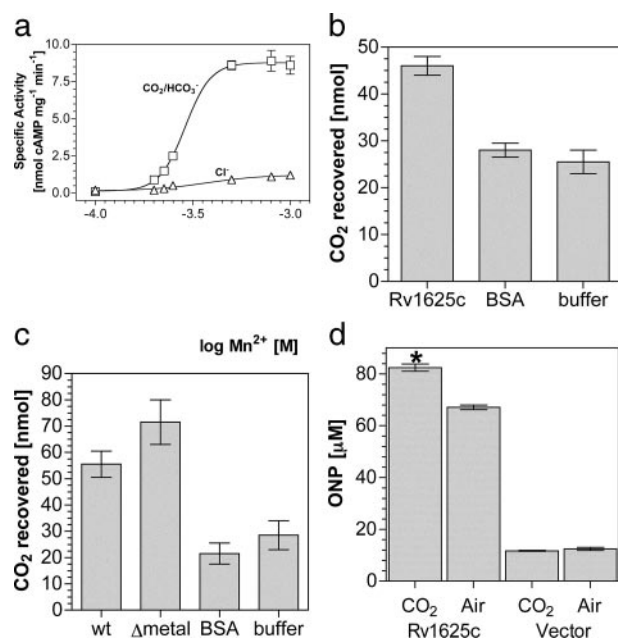 a
Specific Activity
[nmol cAMP mg⁻¹ min⁻¹]
10.0
7.5
5.0
2.5
0.0
CO₂/HCO₃⁻
Cl⁻
-4.0 -3.5 -3.0
log Mn²⁺ [M]
b
CO₂ recovered [nmol]
50
40
30
20
10
0
Rv1625c BSA buffer
c
CO₂ recovered [nmol]
90
80
70
60
50
40
30
20
10
0
wt Δmetal BSA buffer
d
ONP [µM]
80
60
40
20
0
*
CO₂ Air CO₂ Air
Rv1625c Vector